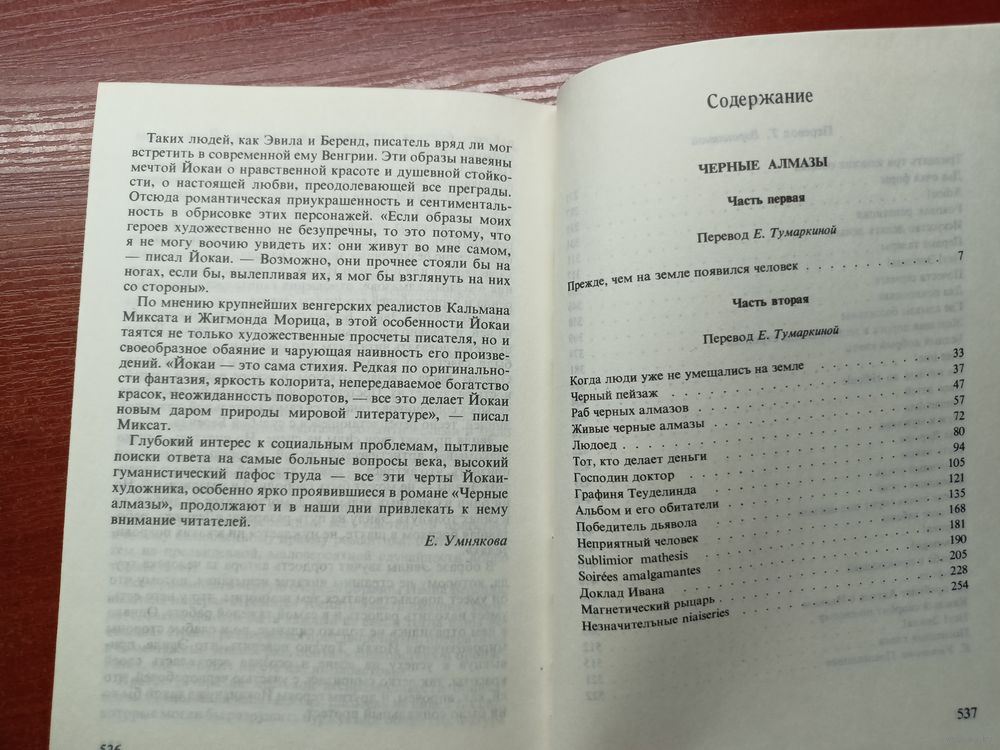 Таких людей, как Эвила и Беренд, писатель вряд ли мог
встретить в современной ему Венгрии. Эти образы навеяны
мечтой Йокаи о нравственной красоте и душевной стойко-
сти, о настоящей любви, преодолевающей все преграды.
Отсюда романтическая приукрашенность и сентименталь-
ность в обрисовке этих персонажей. «Если образы моих
героев художественно не безупречны, то это потому, что
я не могу воочию увидеть их: они живут во мне самом,
— писал Йокаи. — Возможно, они прочнее стояли бы на
ногах, если бы, вылепливая их, я мог бы взглянуть на них
со стороны».
По мнению крупнейших венгерских реалистов Кальмана
Миксата и Жигмонда Морица, в этой особенности Йокаи
таятся не только художественные просчеты писателя, но и
своеобразное обаяние и чарующая наивность его произве-
дений. «Йокаи — это сама стихия. Редкая по оригинально-
сти фантазия, яркость колорита, непередаваемое богатство
красок, неожиданность поворотов, — все это делает Йокаи
новым даром природы мировой литературе», — писал
Миксат.
Глубокий интерес к социальным проблемам, пытливые
поиски ответа на самые больные вопросы века, высокий
гуманистический пафос труда — все эти черты Йокаи-
художника, особенно ярко проявившиеся в романе «Черные
алмазы», продолжают и в наши дни привлекать к нему
внимание читателей.
Е. Умнякова
536
Содержание
ЧЕРНЫЕ АЛМАЗЫ
Часть первая
Перевод Е. Тумаркиной
Прежде, чем на земле появился человек . . . . . . . . . . 7
Часть вторая
Перевод Е. Тумаркиной
Когда люди уже не умещались на земле . . . . . . . . . . 33
Черный пейзаж . . . . . . . . . . 37
Раб черных алмазов . . . . . . . . . . 47
Живые черные алмазы . . . . . . . . . . 57
Людоед . . . . . . . . . . 72
Тот, кто делает деньги . . . . . . . . . . 80
Господин доктор . . . . . . . . . . 94
Графиня Теуделинда . . . . . . . . . . 105
Альбом и его обитатели . . . . . . . . . . 121
Победитель дьявола . . . . . . . . . . 135
Неприятный человек . . . . . . . . . . 168
Sublimior mathesis . . . . . . . . . . 181
Soirées amalgamantes . . . . . . . . . . 190
Доклад Ивана . . . . . . . . . . 205
Магнетический рыцарь . . . . . . . . . . 228
Незначительные niaiseries . . . . . . . . . . 254
537